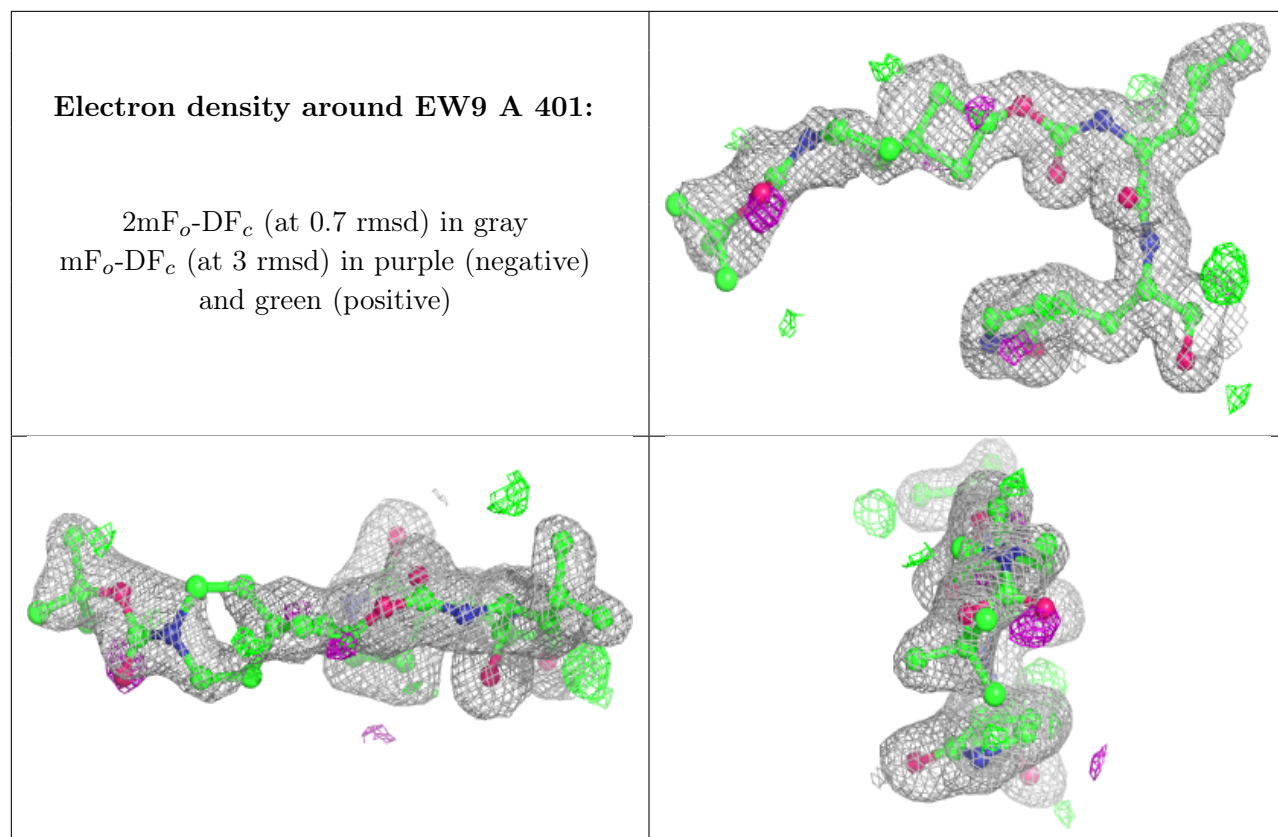 Electron density around EW9 A 401:
2mFo-DFc (at 0.7 rmsd) in gray
mFo-DFc (at 3 rmsd) in purple (negative)
and green (positive)